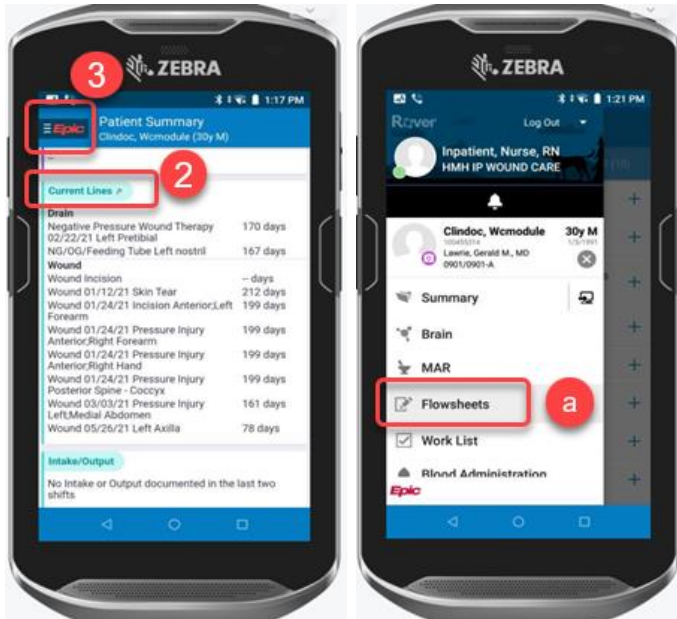 3
ZEBRA
1:17 PM
Epic
Patient Summary
Clindoc, Wcmodule (30y M)
2
Current Lines
Drain
Negative Pressure Wound Therapy 170 days
02/22/21 Left Pretibial
NG/OG/Feeding Tube Left nostril 167 days
Wound
Wound Incision -- days
Wound 01/12/21 Skin Tear 212 days
Wound 01/24/21 Incision Anterior;Left 199 days
Forearm
Wound 01/24/21 Pressure Injury 199 days
Anterior;Right Forearm
Wound 01/24/21 Pressure Injury 199 days
Anterior;Right Hand
Wound 01/24/21 Pressure Injury 199 days
Posterior Spine - Coccyx
Wound 03/03/21 Pressure Injury 161 days
Left;Medial Abdomen
Wound 05/26/21 Left Axilla 78 days
Intake/Output
No Intake or Output documented in the last two
shifts
ZEBRA
1:21 PM
Rover Log Out
Inpatient, Nurse, RN
HMH IP WOUND CARE
Clindoc, Wcmodule 30y M
Lawrie, Gerald M., MD
0901/0901-A
Summary
Brain
MAR
Flowsheets
a
Work List
Blood Administration
Epic